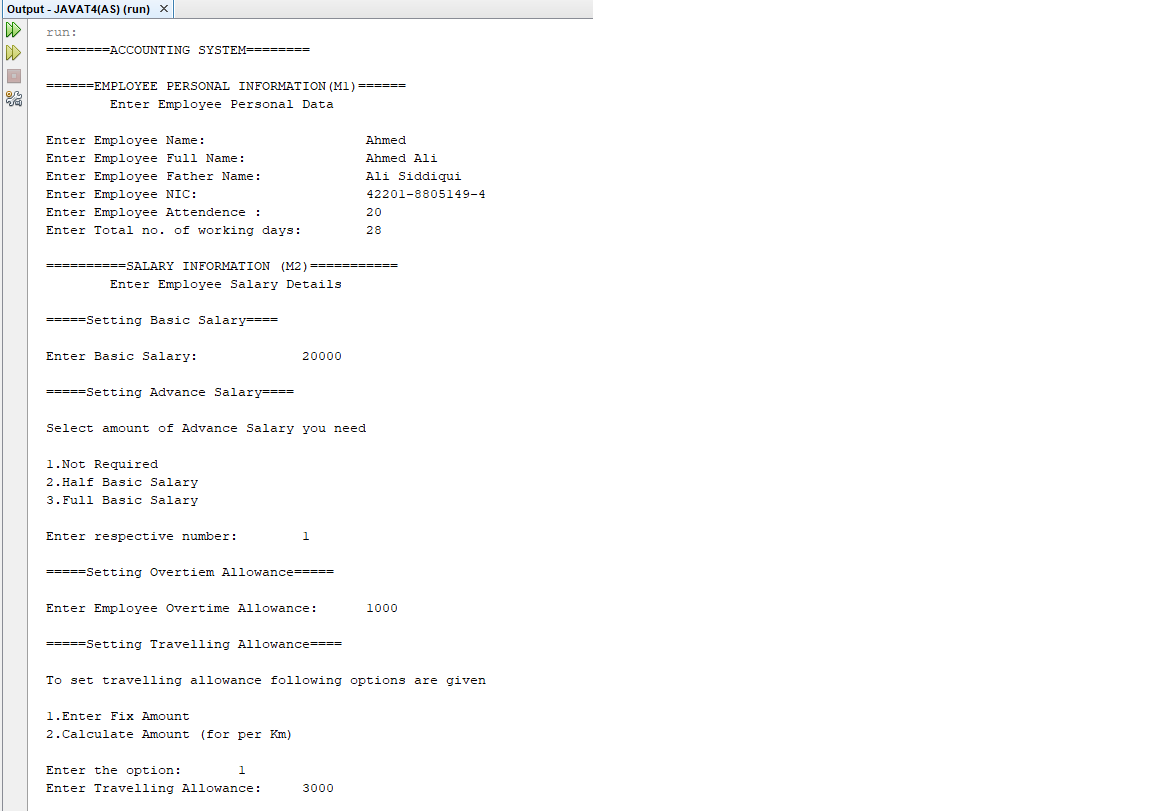 Output - JAVAT4(AS) (run) ×
run:
========ACCOUNTING SYSTEM========
======EMPLOYEE PERSONAL INFORMATION(M1)======
Enter Employee Personal Data
Enter Employee Name: Ahmed
Enter Employee Full Name: Ahmed Ali
Enter Employee Father Name: Ali Siddiqui
Enter Employee NIC: 42201-8805149-4
Enter Employee Attendence : 20
Enter Total no. of working days: 28
==========SALARY INFORMATION (M2)===========
Enter Employee Salary Details
=====Setting Basic Salary====
Enter Basic Salary: 20000
=====Setting Advance Salary====
Select amount of Advance Salary you need
1.Not Required
2.Half Basic Salary
3.Full Basic Salary
Enter respective number: 1
=====Setting Overtiem Allowance=====
Enter Employee Overtime Allowance: 1000
=====Setting Travelling Allowance====
To set travelling allowance following options are given
1.Enter Fix Amount
2.Calculate Amount (for per Km)
Enter the option: 1
Enter Travelling Allowance: 3000